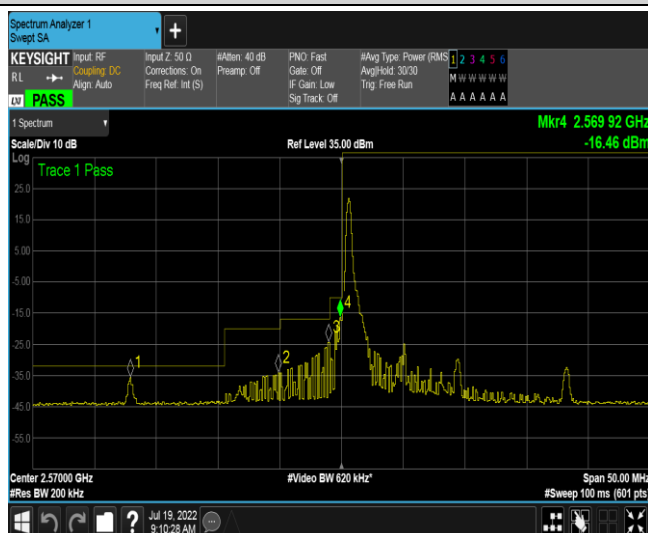 Spectrum Analyzer 1
Swept SA
+
KEYSIGHT
RL
LXI PASS
Input: RF
Coupling: DC
Align: Auto
Input Z: 50 Ω
Corrections: On
Freq Ref: Int (S)
#Atten: 40 dB
Preamp: Off
PNO: Fast
Gate: Off
IF Gain: Low
Sig Track: Off
#Avg Type: Power (RMS
Avg|Hold: 30/30
Trig: Free Run
1 2 3 4 5 6
M W W W W W
A A A A A A
1 Spectrum
Mkr4 2.569 92 GHz
Scale/Div 10 dB
Ref Level 35.00 dBm
-16.46 dBm
Log
Trace 1 Pass
25.0
15.0
5.00
-5.00
-15.0
-25.0
-35.0
-45.0
-55.0
1
2
3
4
Center 2.57000 GHz
#Video BW 620 kHz*
Span 50.00 MHz
#Res BW 200 kHz
#Sweep 100 ms (601 pts)
?
Jul 19, 2022
9:10:28 AM